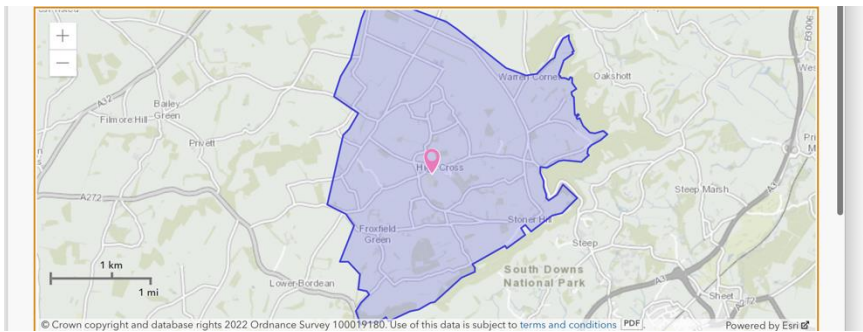 +
−
Warren Corner
Oakshott
A32
Bailey
Green
Filmore Hill
Privett
Cross
Steep Marsh
A272
Stoner Hill
Froxfield
Green
Steep
South Downs
National Park
1 km
1 mi
Lower Bordean
A3
Sheet
© Crown copyright and database rights 2022 Ordnance Survey 100019180. Use of this data is subject to terms and conditions PDF
Powered by Esri